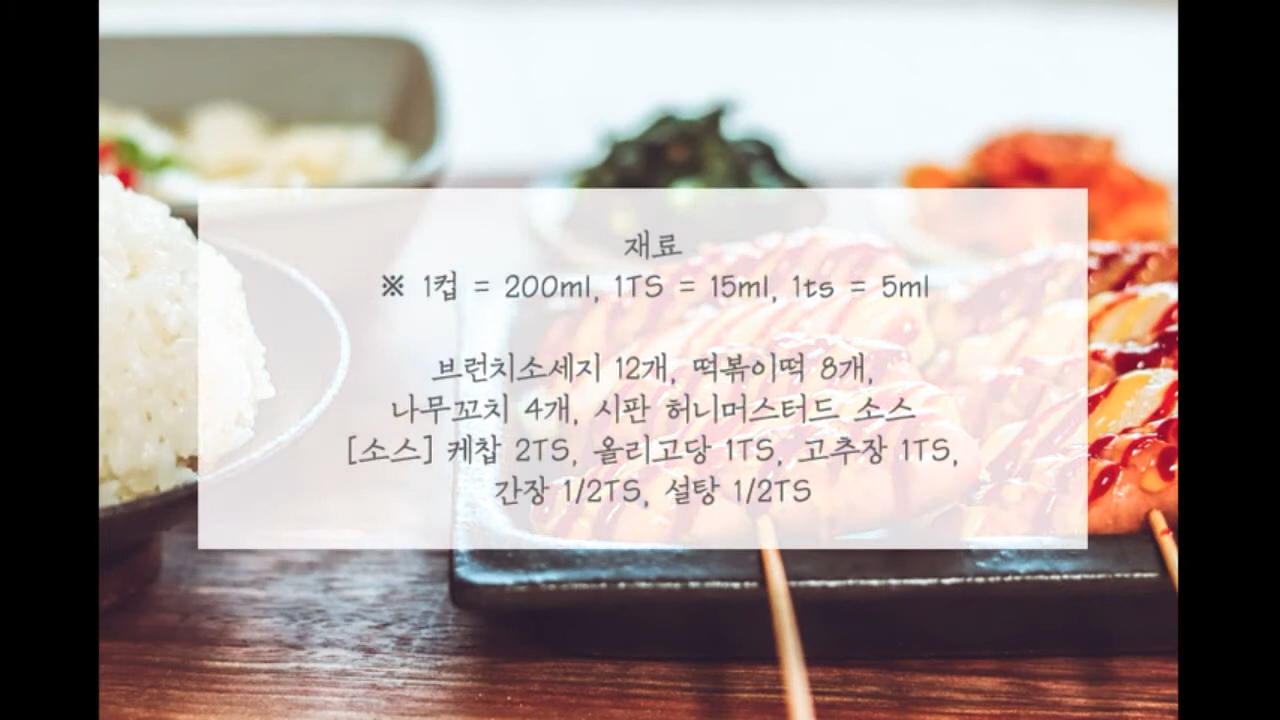 재료
※ 1컵 = 200ml, 1TS = 15ml, 1ts = 5ml
브런치소세지 12개, 떡볶이떡 8개,
나무꼬치 4개, 시판 허니머스터드 소스
[소스] 케찹 2TS, 올리고당 1TS, 고추장 1TS,
간장 1/2TS, 설탕 1/2TS